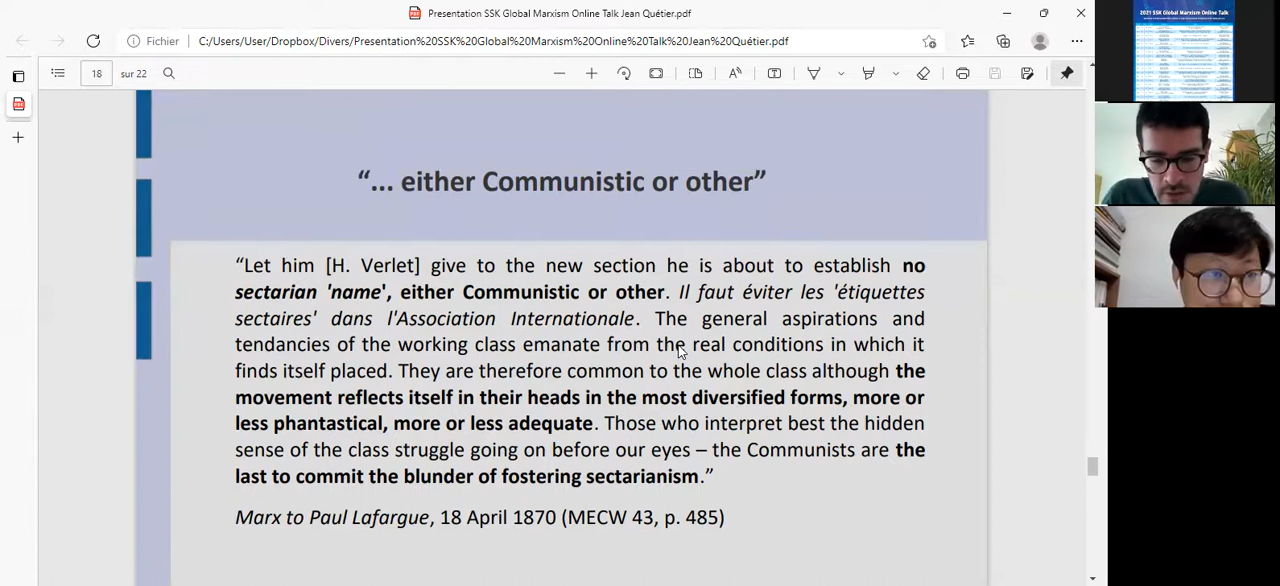 Presentation SSK Global Marxism Online Talk Jean Quétier.pdf
Fichier C:/Users/User/Dropbox/Divers/Presentation%20SSK%20Global%20Marxism%20Online%20Talk%20Jean%20Quétier.pdf
18 sur 22
“... either Communistic or other”
“Let him [H. Verlet] give to the new section he is about to establish no
sectarian 'name', either Communistic or other. Il faut éviter les 'étiquettes
sectaires' dans l'Association Internationale. The general aspirations and
tendancies of the working class emanate from the real conditions in which it
finds itself placed. They are therefore common to the whole class although the
movement reflects itself in their heads in the most diversified forms, more or
less phantastical, more or less adequate. Those who interpret best the hidden
sense of the class struggle going on before our eyes – the Communists are the
last to commit the blunder of fostering sectarianism.”
Marx to Paul Lafargue, 18 April 1870 (MECW 43, p. 485)
2021 SSK Global Marxism Online Talk